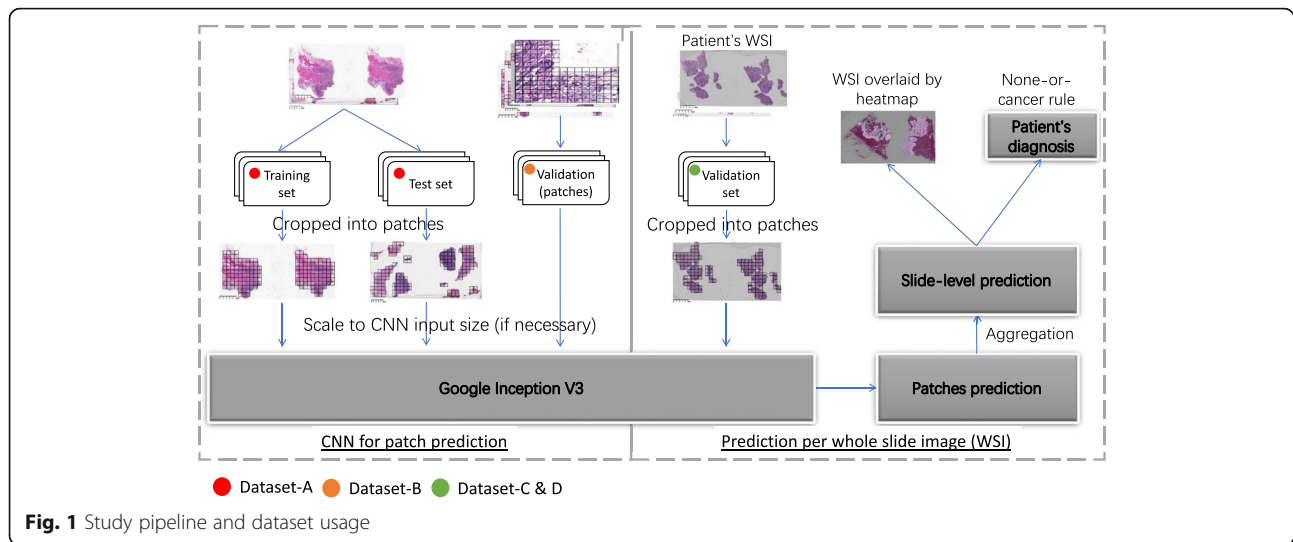 Patient's WSI
WSI overlaid by
heatmap
None-or-
cancer rule
Patient's
diagnosis
Training
set
Test set
Validation
(patches)
Validation
set
Cropped into patches
Cropped into patches
Slide-level prediction
Scale to CNN input size (if necessary)
Aggregation
Google Inception V3
Patches prediction
CNN for patch prediction
Prediction per whole slide image (WSI)
Dataset-A
Dataset-B
Dataset-C & D
Fig. 1 Study pipeline and dataset usage